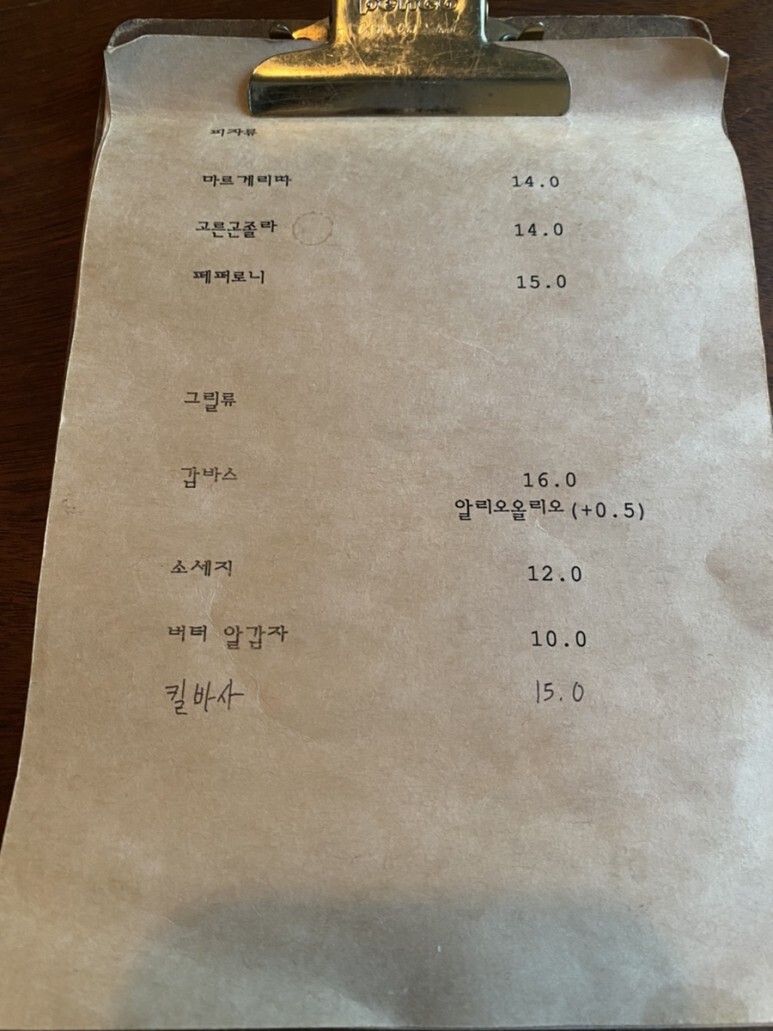 penco
피자류
마르게리따 14.0
고른곤졸라 14.0
페퍼로니 15.0
그릴류
감바스 16.0
알리오올리오(+0.5)
소세지 12.0
버터 알감자 10.0
킬바사 15.0